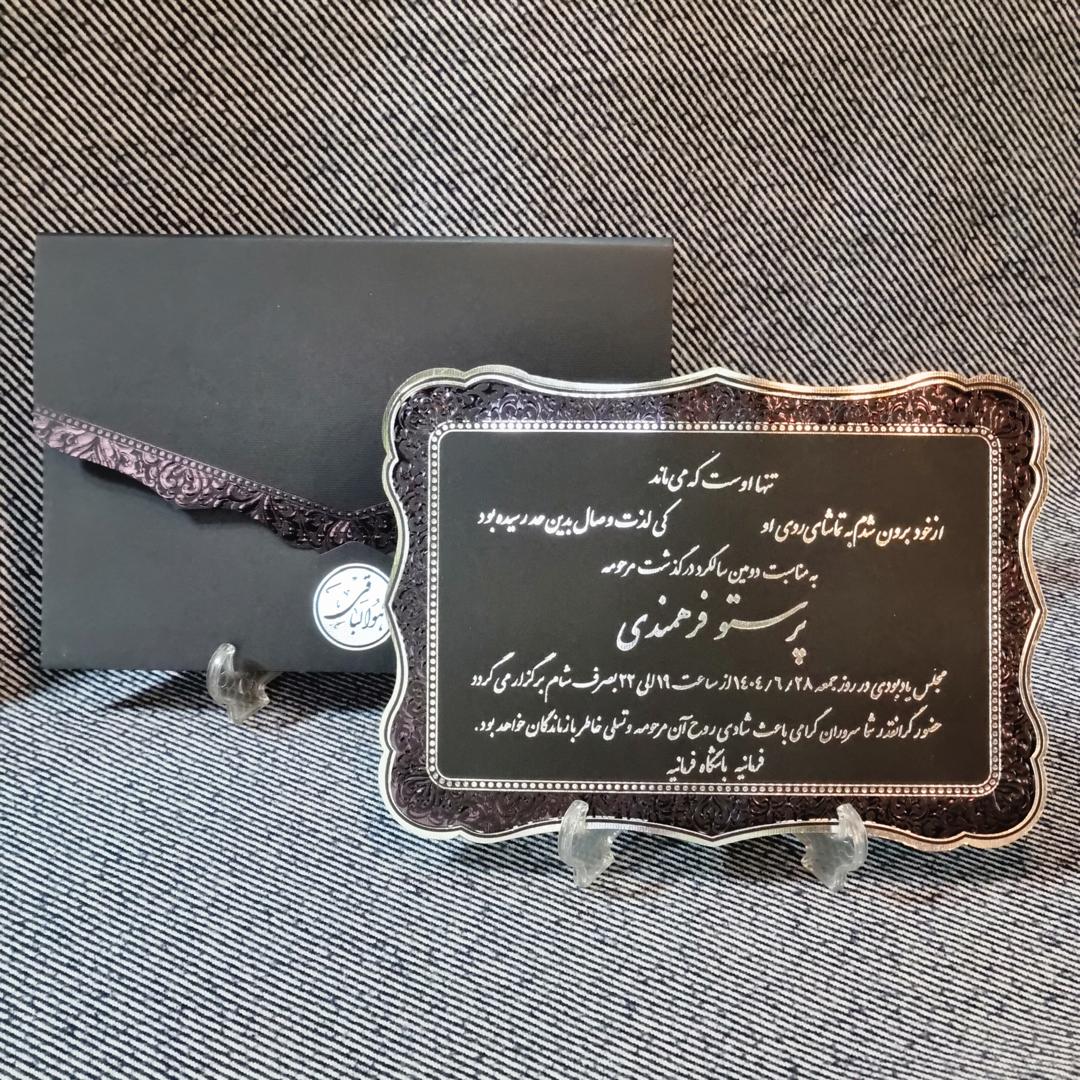 هوالباقی
تنها اوست که می‌ماند
از خود برون شدم به تماشای روی او کی لذت وصال بدین حد رسیده بود
به مناسبت دومین سالگرد درگذشت مرحومه
پرستو فرهمندی
مجلس یادبودی در روز جمعه ۱۴۰۴/۶/۲۸ از ساعت ۱۹ الی ۲۲ بصرف شام برگزار می گردد
حضور گرانقدر شما سروران گرامی باعث شادی روح آن مرحومه و تسلی خاطر بازماندگان خواهد بود.
فرمانیه باشگاه فرمانیه